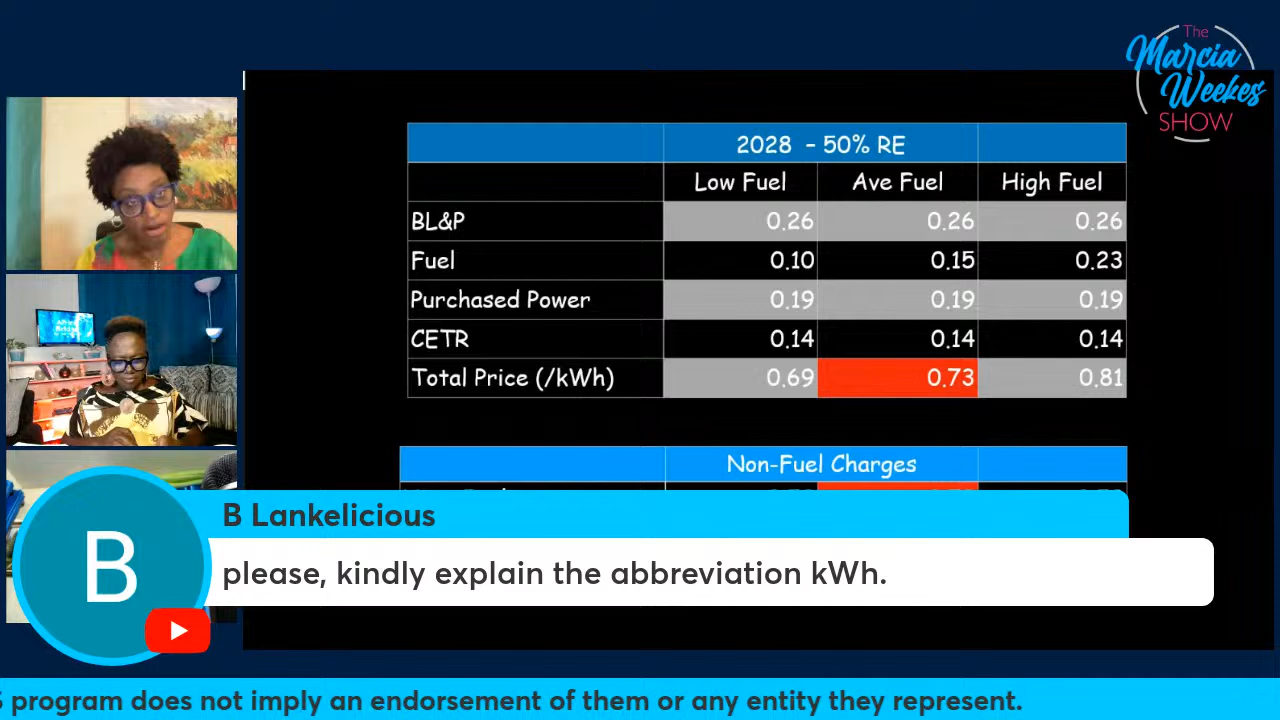 The
Marcia
Weekes
SHOW
2028 - 50% RE
Low Fuel Ave Fuel High Fuel
BL&P 0.26 0.26 0.26
Fuel 0.10 0.15 0.23
Purchased Power 0.19 0.19 0.19
CETR 0.14 0.14 0.14
Total Price (/kWh) 0.69 0.73 0.81
Non-Fuel Charges
B
B Lankelicious
please, kindly explain the abbreviation kWh.
program does not imply an endorsement of them or any entity they represent.